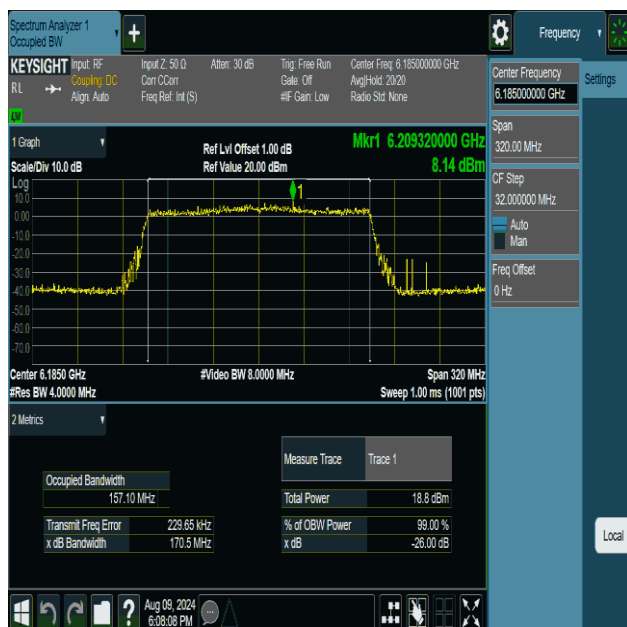 Spectrum Analyzer 1
Occupied BW
Frequency
KEYSIGHT
RL
LM
Input: RF
Coupling: DC
Align: Auto
Input Z: 50 Ω
Corr CCorr
Freq Ref: Int (S)
Atten: 30 dB
Trig: Free Run
Gate: Off
#IF Gain: Low
Center Freq: 6.185000000 GHz
Avg|Hold: 20/20
Radio Std: None
Center Frequency
6.185000000 GHz
Settings
Span
320.00 MHz
CF Step
32.000000 MHz
Auto
Man
Freq Offset
0 Hz
Local
1 Graph
Scale/Div 10.0 dB
Ref Lvl Offset 1.00 dB
Ref Value 20.00 dBm
Mkr1 6.209320000 GHz
8.14 dBm
Log
10.0
0.00
-10.0
-20.0
-30.0
-40.0
-50.0
-60.0
-70.0
1
Center 6.1850 GHz
#Video BW 8.0000 MHz
Span 320 MHz
#Res BW 4.0000 MHz
Sweep 1.00 ms (1001 pts)
2 Metrics
Measure Trace Trace 1
Occupied Bandwidth
157.10 MHz
Total Power 18.8 dBm
Transmit Freq Error 229.65 kHz
% of OBW Power 99.00 %
x dB Bandwidth 170.5 MHz
x dB -26.00 dB
?
Aug 09, 2024
6:08:08 PM